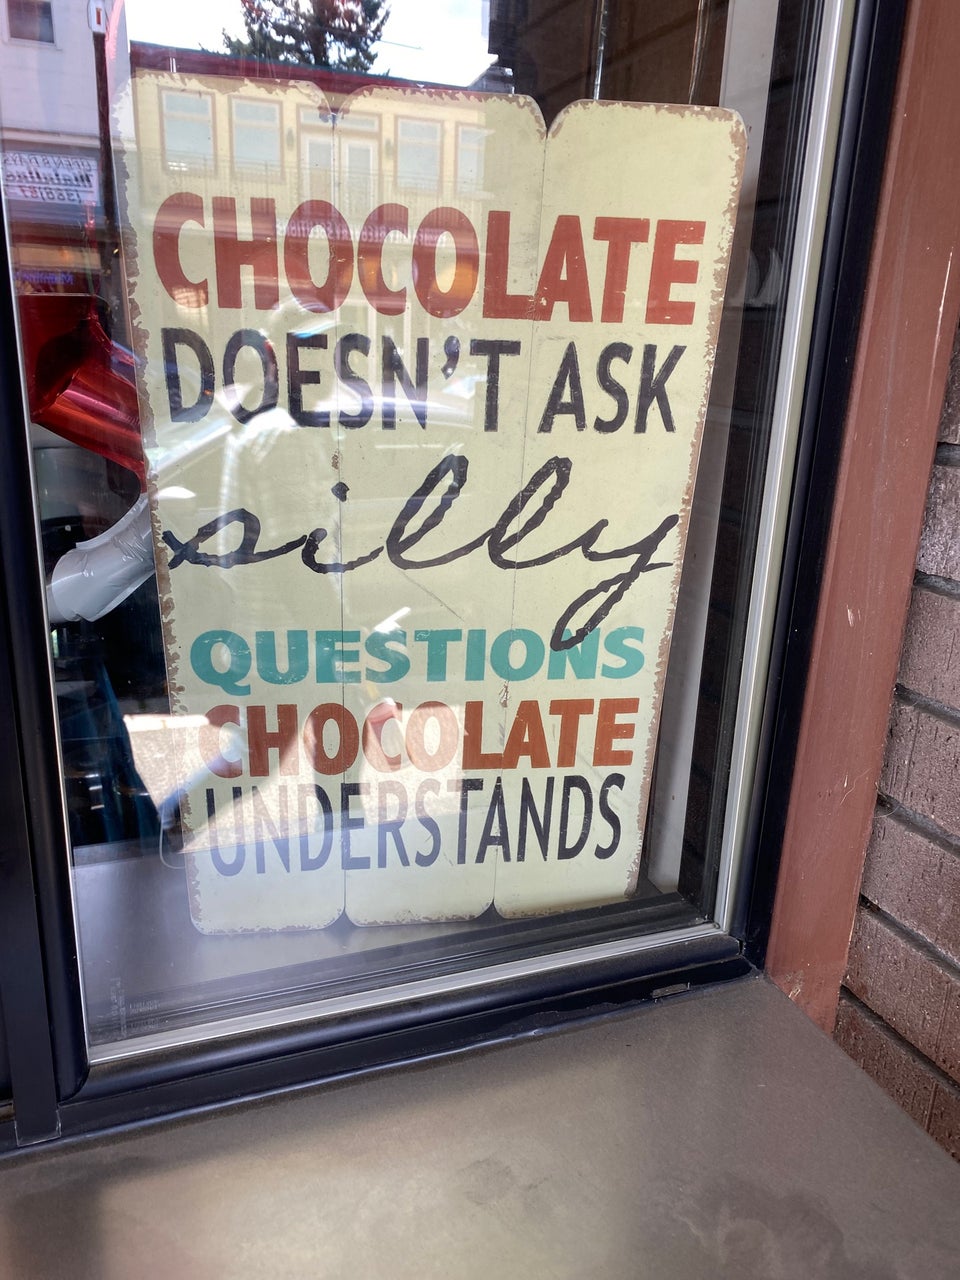 CHOCOLATE
DOESN'T ASK
silly
QUESTIONS
CHOCOLATE
UNDERSTANDS